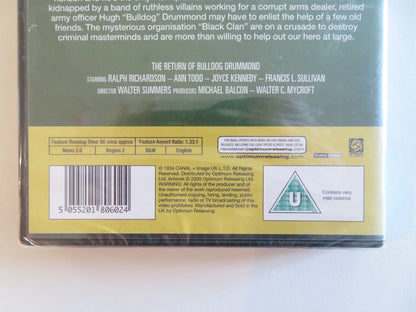 kidnapped by a band of ruthless villains working for a corrupt arms dealer, retired
army officer Hugh “Bulldog” Drummond may have to enlist the help of a few old
friends. The mysterious organisation “Black Clan” are on a crusade to destroy
criminal masterminds and are more than willing to help out our hero at large.
THE RETURN OF BULLDOG DRUMMOND
STARRING RALPH RICHARDSON – ANN TODD – JOYCE KENNEDY – FRANCIS L. SULLIVAN
DIRECTOR WALTER SUMMERS PRODUCERS MICHAEL BALCON – WALTER C. MYCROFT
Feature Running Time: 66 mins approx
Feature Aspect Ratio: 1.33:1
Mono 2.0
Region 2
B&W
English
www.optimumreleasing.com
© 1934 CANAL + Image UK L.T.D. All Rights
Reserved. Distributed by Optimum Releasing
Ltd. Artwork © 2009 Optimum Releasing Ltd.
WARNING: All rights of the producer and of
the owner of the work reproduced reserved.
Unauthorised copying, hiring, lending, public
performance, radio or TV broadcasting of this
video prohibited. Manufactured and Sold in the
UK by Optimum Releasing.
5 055201 806024
U
Contains very
mild violence